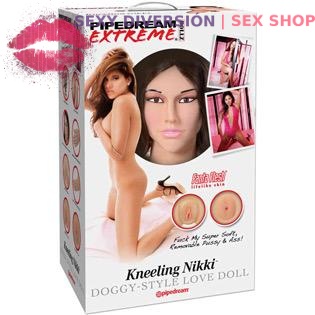 SEXY DIVERSIÓN | SEX SHOP
PIPEDREAM
EXTREME
Fanta Flesh
lifelike skin
Fuck My Super Soft,
Removable Pussy & Ass!
Kneeling Nikki
DOGGY-STYLE LOVE DOLL
pipedream